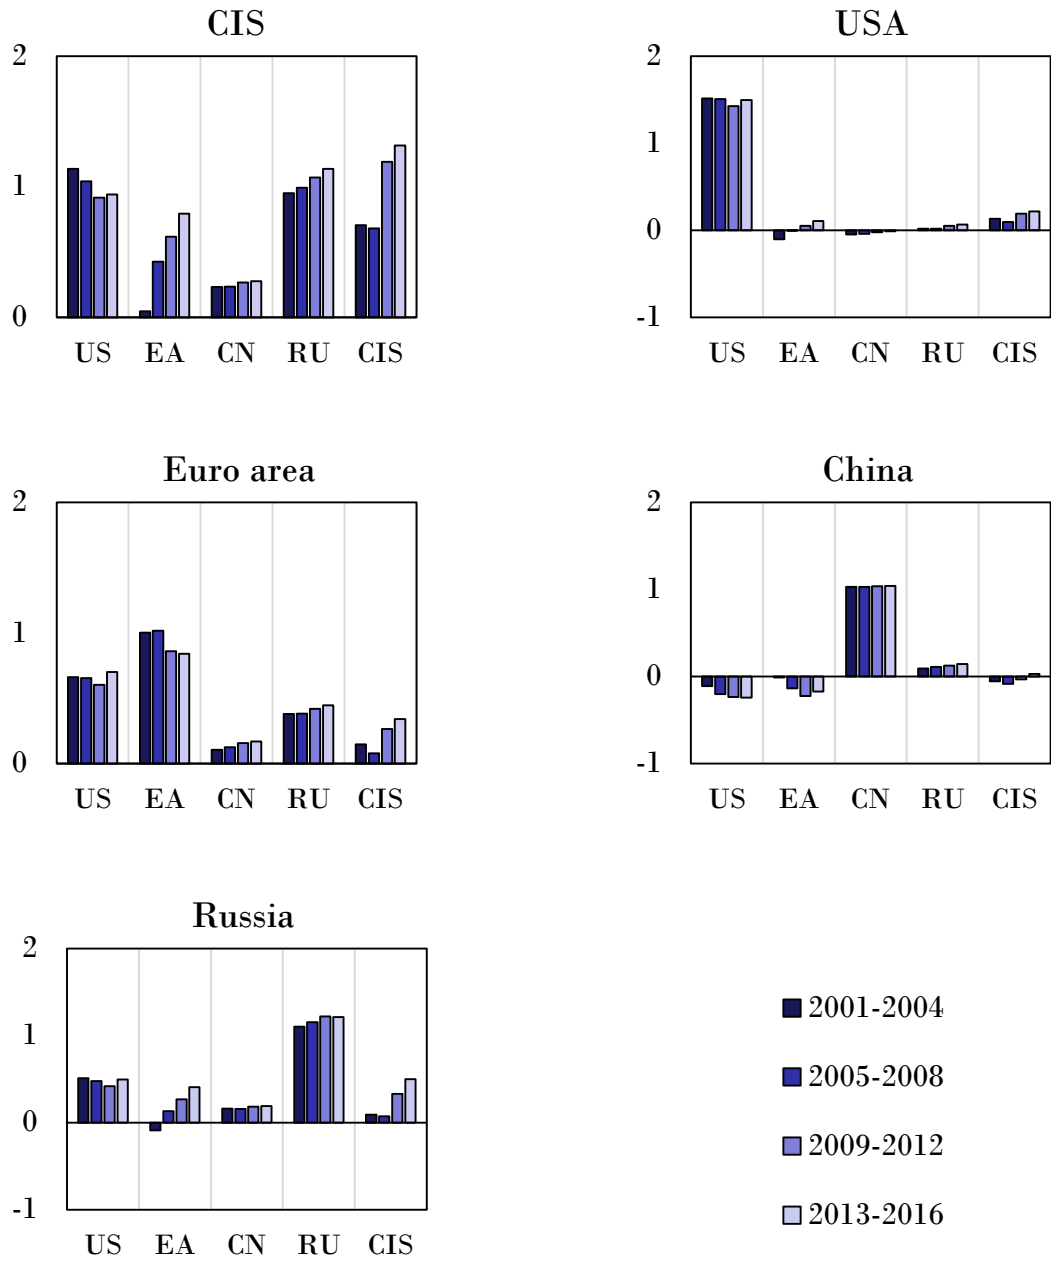 CIS
2
1
0
US EA CN RU CIS
USA
2
1
0
-1
US EA CN RU CIS
Euro area
2
1
0
US EA CN RU CIS
China
2
1
0
-1
US EA CN RU CIS
Russia
2
1
0
-1
US EA CN RU CIS
2001-2004
2005-2008
2009-2012
2013-2016